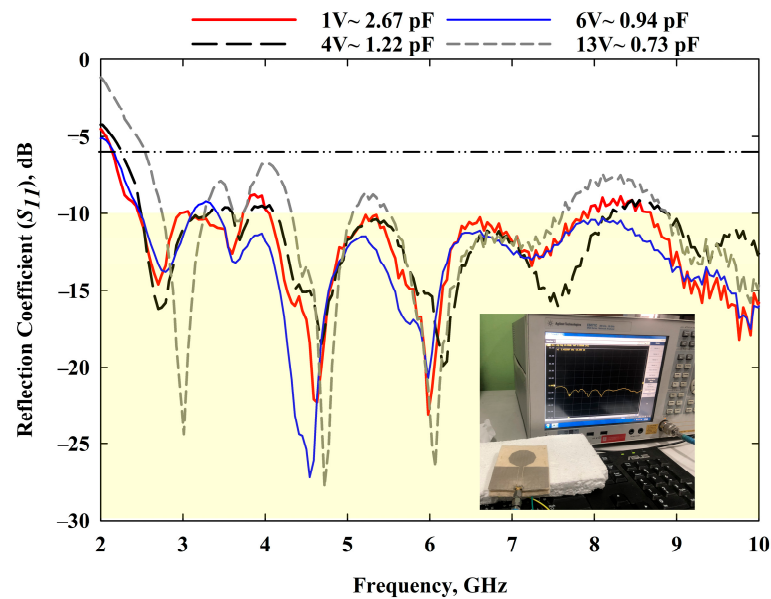 1V~ 2.67 pF
6V~ 0.94 pF
4V~ 1.22 pF
13V~ 0.73 pF
0
−5
−10
−15
−20
−25
−30
Reflection Coefficient (S11), dB
2 3 4 5 6 7 8 9 10
Frequency, GHz